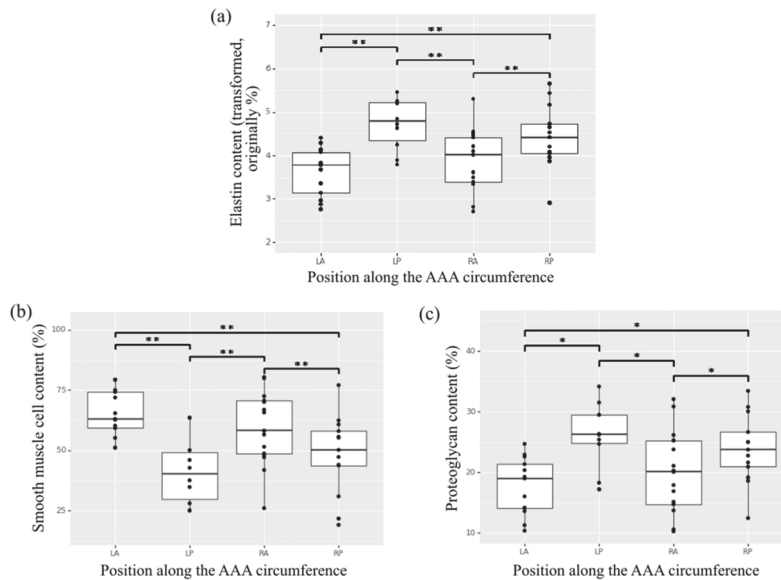 (a)
Elastin content (transformed,
originally %)
7
6
5
4
3
2
**
**
**
**
LA
LP
RA
RP
Position along the AAA circumference
(b)
Smooth muscle cell content (%)
100
75
50
25
**
**
**
**
LA
LP
RA
RP
Position along the AAA circumference
(c)
Proteoglycan content (%)
40
30
20
10
*
*
*
*
LA
LP
RA
RP
Position along the AAA circumference